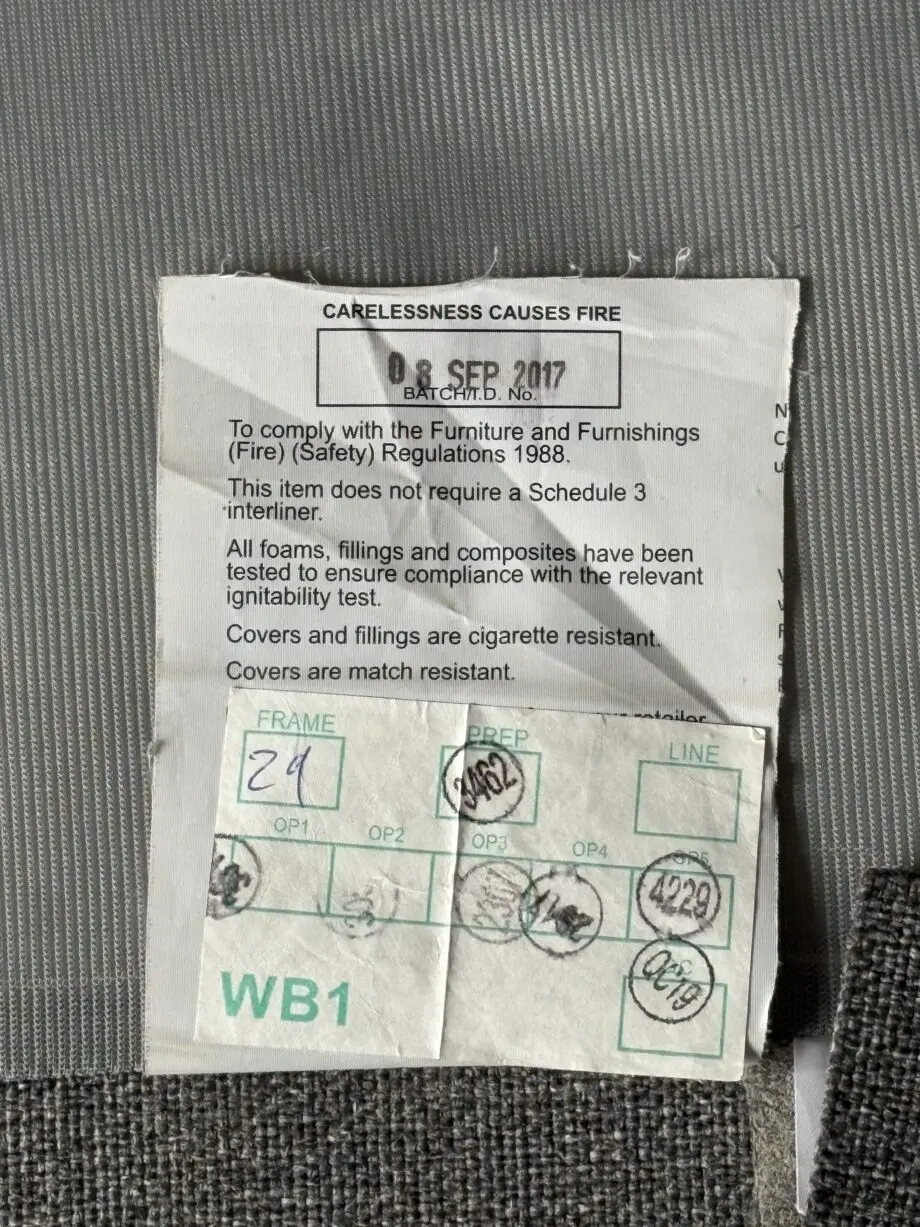 CARELESSNESS CAUSES FIRE
08 SEP 2017
BATCH/T.D. No.
To comply with the Furniture and Furnishings
(Fire) (Safety) Regulations 1988.
This item does not require a Schedule 3
interliner.
All foams, fillings and composites have been
tested to ensure compliance with the relevant
ignitability test.
Covers and fillings are cigarette resistant.
Covers are match resistant.
retailer
FRAME
PREP
LINE
29
3462
OP1
OP2
OP3
OP4
OP5
4229
QC19
WB1